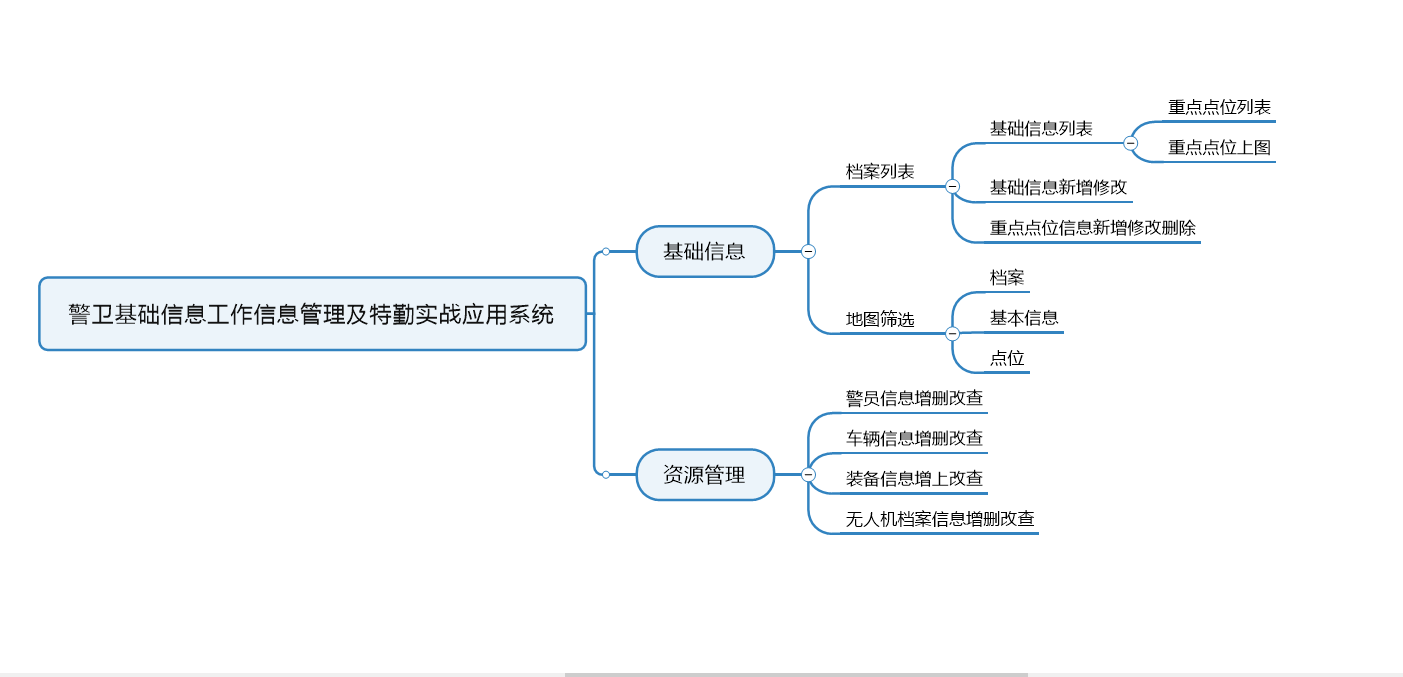 警卫基础信息工作信息管理及特勤实战应用系统
基础信息
档案列表
基础信息列表
重点点位列表
重点点位上图
基础信息新增修改
重点点位信息新增修改删除
地图筛选
档案
基本信息
点位
资源管理
警员信息增删改查
车辆信息增删改查
装备信息增上改查
无人机档案信息增删改查